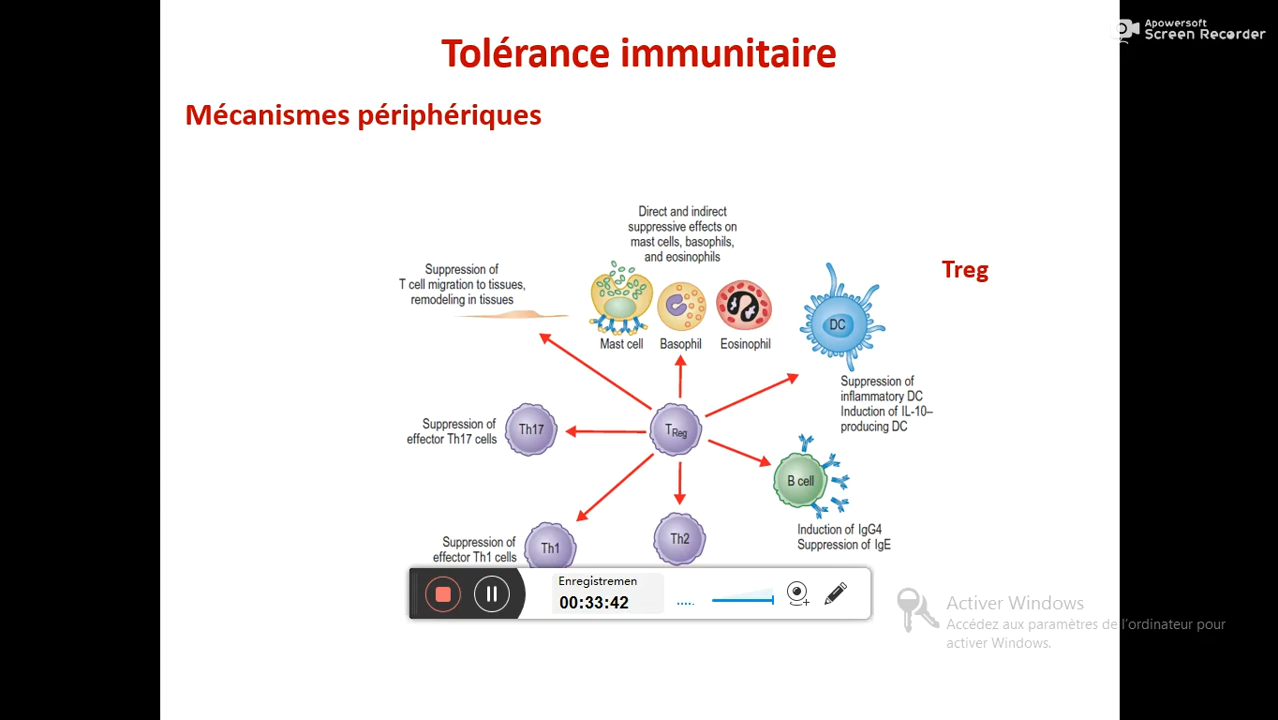 Apowersoft
Screen Recorder
Tolérance immunitaire
Mécanismes périphériques
Direct and indirect
suppressive effects on
mast cells, basophils,
and eosinophils
Suppression of
T cell migration to tissues,
remodeling in tissues
Treg
DC
Mast cell
Basophil
Eosinophil
Suppression of
inflammatory DC
Induction of IL-10–
producing DC
Suppression of
effector Th17 cells
Th17
TReg
B cell
Induction of IgG4
Suppression of IgE
Suppression of
effector Th1 cells
Th1
Th2
Enregistremen
00:33:42
Activer Windows
Accédez aux paramètres de l'ordinateur pour
activer Windows.